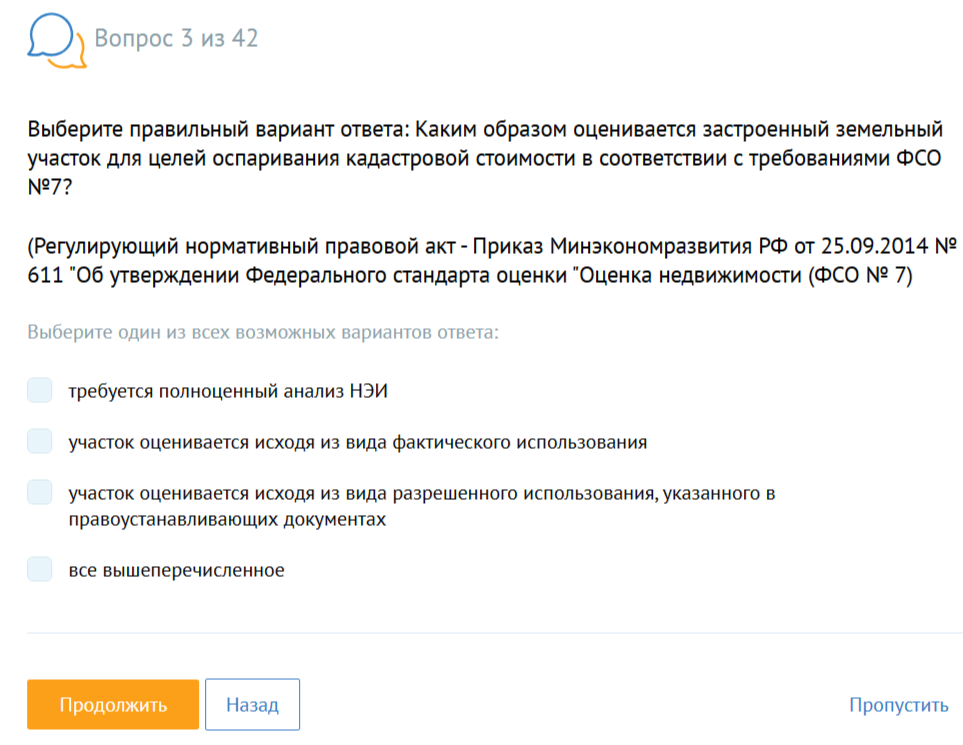 Вопрос 3 из 42
Выберите правильный вариант ответа: Каким образом оценивается застроенный земельный
участок для целей оспаривания кадастровой стоимости в соответствии с требованиями ФСО
№7?
(Регулирующий нормативный правовой акт - Приказ Минэкономразвития РФ от 25.09.2014 №
611 "Об утверждении Федерального стандарта оценки "Оценка недвижимости (ФСО № 7)
Выберите один из всех возможных вариантов ответа:
требуется полноценный анализ НЭИ
участок оценивается исходя из вида фактического использования
участок оценивается исходя из вида разрешенного использования, указанного в
правоустанавливающих документах
все вышеперечисленное
Продолжить Назад Пропустить